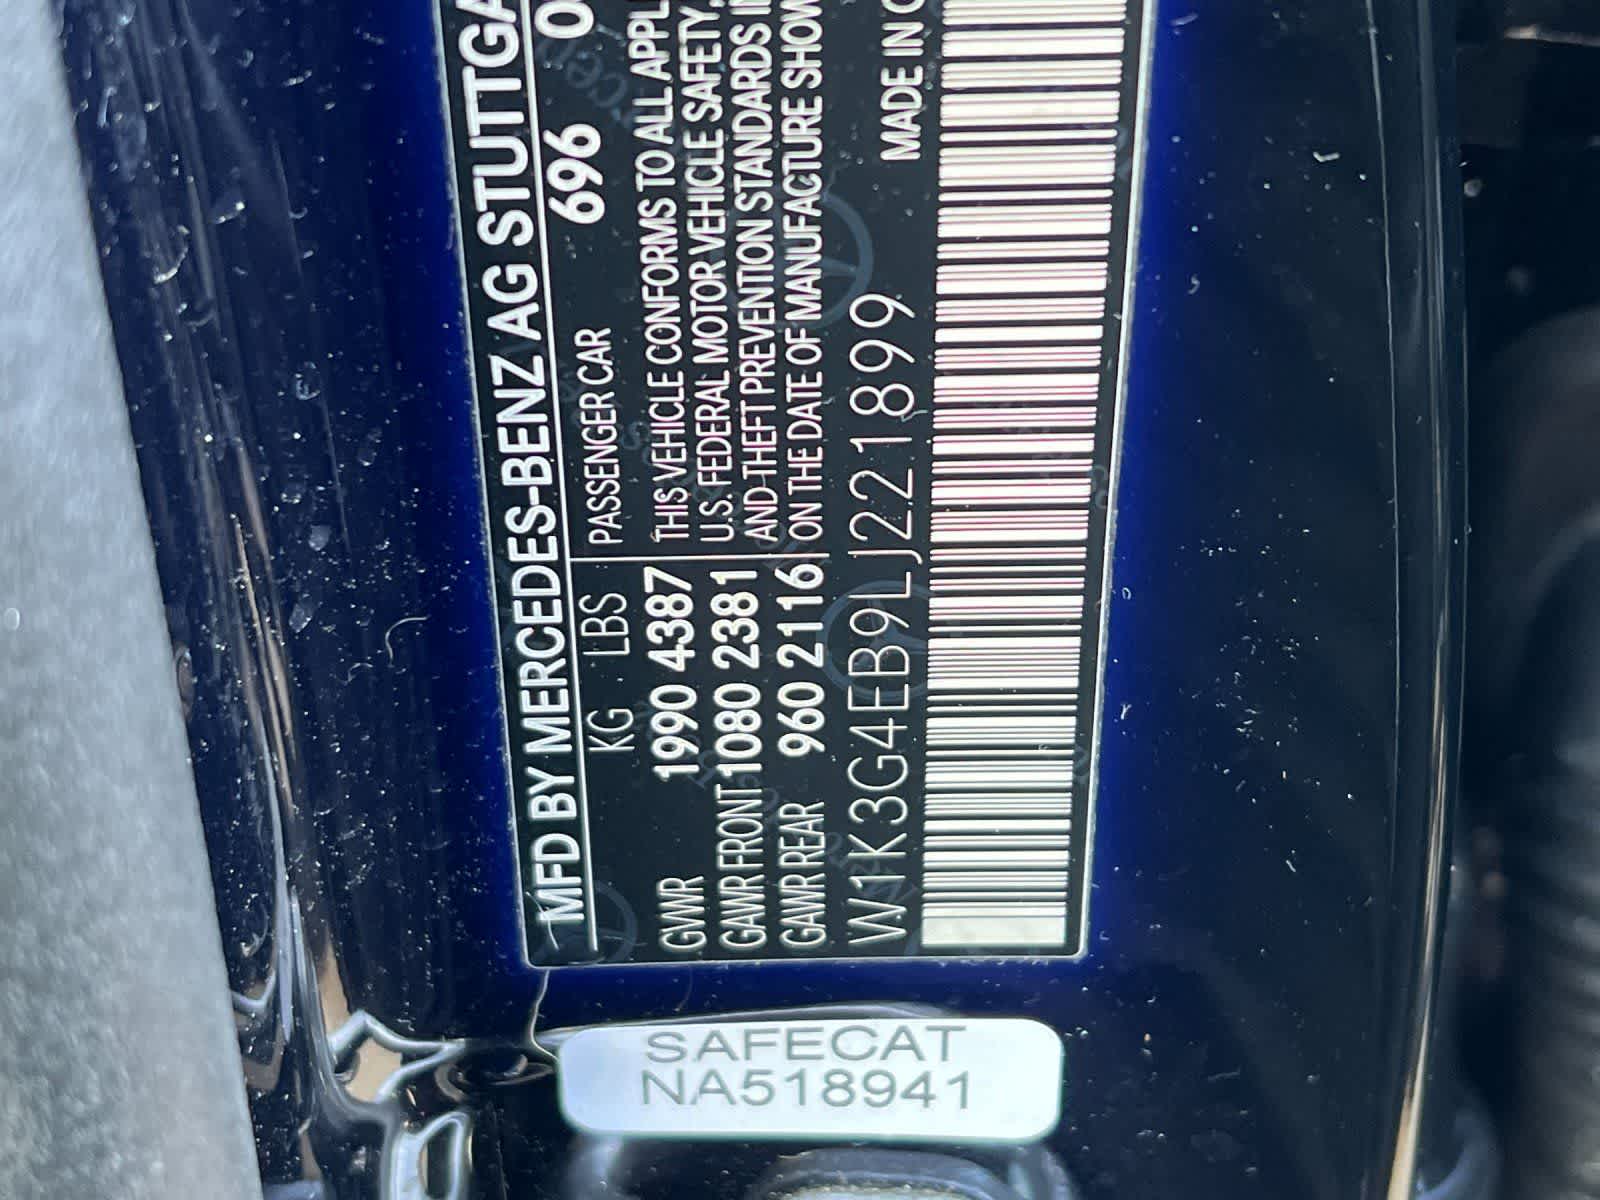 MFD BY MERCEDES-BENZ AG STUTTGA
696 0
KG LBS PASSENGER CAR
GVWR 1990 4387 THIS VEHICLE CONFORMS TO ALL APPL
GAWR FRONT 1080 2381 U.S. FEDERAL MOTOR VEHICLE SAFETY,
GAWR REAR 960 2116 AND THEFT PREVENTION STANDARDS IN
ON THE DATE OF MANUFACTURE SHOW
MADE IN G
W1K3G4EB9LJ221899
SAFECAT
NA518941